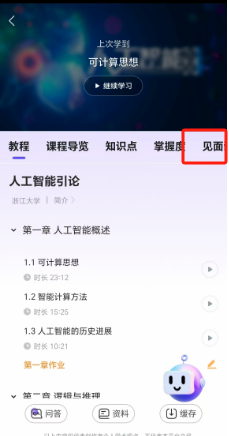 上次学到
可计算思想
继续学习
教程 课程导览 知识点 掌握度 见面
人工智能引论
浙江大学 | 简介 〉
第一章 人工智能概述
1.1 可计算思想
时长 23:12
1.2 智能计算方法
时长 15:25
1.3 人工智能的历史进展
时长 10:21
第一章作业
第二章 逻辑与推理
问答 资料 缓存